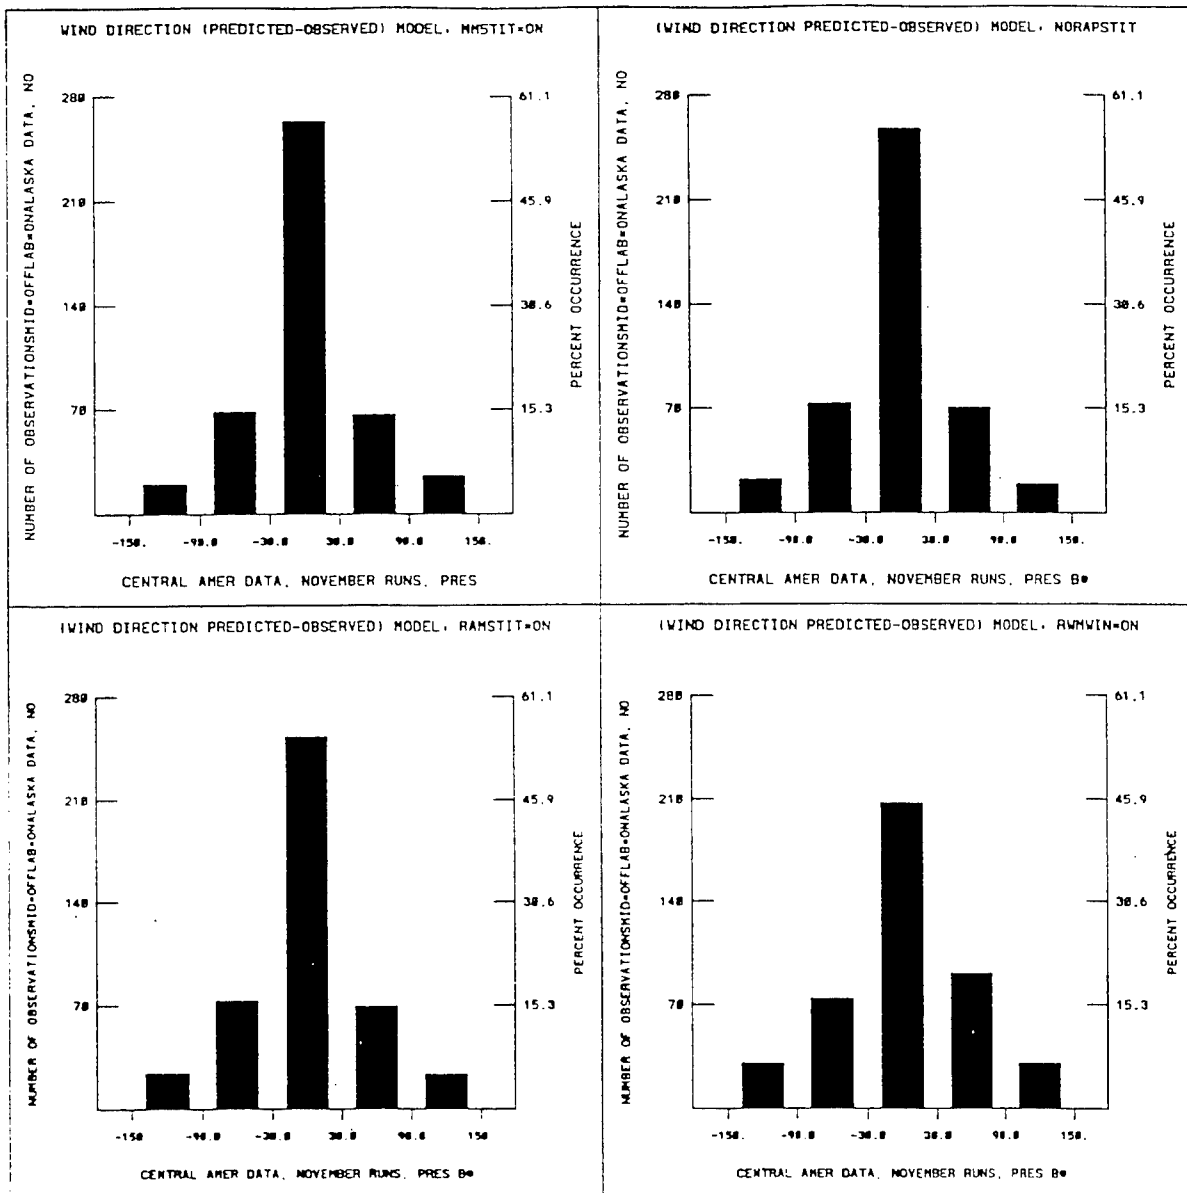 WIND DIRECTION (PREDICTED-OBSERVED) MODEL, MM5TIT=ON
NUMBER OF OBSERVATIONSMID=OFFLAB=ONALASKA DATA, NO
280
210
140
70
61.1
45.9
30.6
15.3
PERCENT OCCURRENCE
-150. -90.0 -30.0 30.0 90.0 150.
CENTRAL AMER DATA, NOVEMBER RUNS, PRES
(WIND DIRECTION PREDICTED-OBSERVED) MODEL, NORAPSTIT
NUMBER OF OBSERVATIONSMID=OFFLAB=ONALASKA DATA, NO
280
210
140
70
61.1
45.9
30.6
15.3
PERCENT OCCURRENCE
-150. -90.0 -30.0 30.0 90.0 150.
CENTRAL AMER DATA, NOVEMBER RUNS, PRES B=
(WIND DIRECTION PREDICTED-OBSERVED) MODEL, RAMSTIT=ON
NUMBER OF OBSERVATIONSMID=OFFLAB=ONALASKA DATA, NO
280
210
140
70
61.1
45.9
30.6
15.3
PERCENT OCCURRENCE
-150 -90.0 -30.0 30.0 90.0 150
CENTRAL AMER DATA, NOVEMBER RUNS, PRES B=
(WIND DIRECTION PREDICTED-OBSERVED) MODEL, RWMWIN=ON
NUMBER OF OBSERVATIONSMID=OFFLAB=ONALASKA DATA, NO
280
210
140
70
61.1
45.9
30.6
15.3
PERCENT OCCURRENCE
-150. -90.0 -30.0 30.0 90.0 150.
CENTRAL AMER DATA, NOVEMBER RUNS, PRES B=